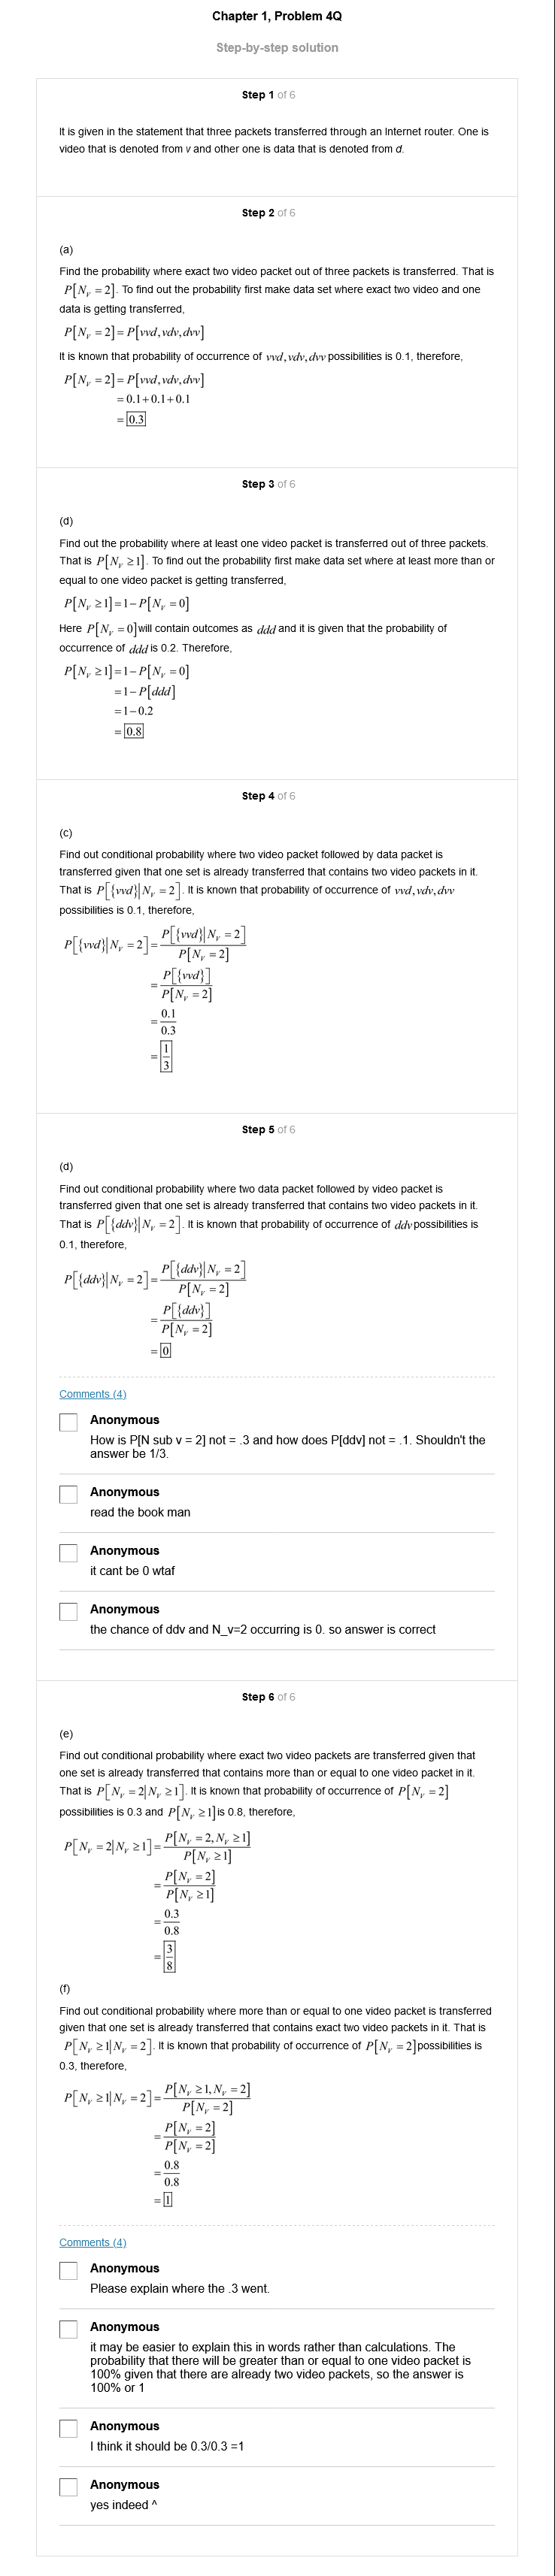 Chapter 1, Problem 4Q
Step-by-step solution
Step 1 of 6
It is given in the statement that three packets transferred through an Internet router. One is
video that is denoted from v and other one is data that is denoted from d.
Step 2 of 6
(a)
Find the probability where exact two video packet out of three packets is transferred. That is
P[N_V = 2]. To find out the probability first make data set where exact two video and one
data is getting transferred,
P[N_V = 2] = P[vvd, vdv, dvv]
It is known that probability of occurrence of vvd, vdv, dvv possibilities is 0.1, therefore,
P[N_V = 2] = P[vvd, vdv, dvv]
= 0.1+0.1+0.1
= 0.3
Step 3 of 6
(d)
Find out the probability where at least one video packet is transferred out of three packets.
That is P[N_V ≥ 1]. To find out the probability first make data set where at least more than or
equal to one video packet is getting transferred,
P[N_V ≥ 1] = 1 − P[N_V = 0]
Here P[N_V = 0] will contain outcomes as ddd and it is given that the probability of
occurrence of ddd is 0.2. Therefore,
P[N_V ≥ 1] = 1 − P[N_V = 0]
= 1 − P[ddd]
= 1 − 0.2
= 0.8
Step 4 of 6
(c)
Find out conditional probability where two video packet followed by data packet is
transferred given that one set is already transferred that contains two video packets in it.
That is P[{vvd}|N_V = 2]. It is known that probability of occurrence of vvd, vdv, dvv
possibilities is 0.1, therefore,
P[{vvd}|N_V = 2] = P[{vvd}|N_V = 2] / P[N_V = 2]
= P[{vvd}] / P[N_V = 2]
= 0.1 / 0.3
= 1/3
Step 5 of 6
(d)
Find out conditional probability where two data packet followed by video packet is
transferred given that one set is already transferred that contains two video packets in it.
That is P[{ddv}|N_V = 2]. It is known that probability of occurrence of ddv possibilities is
0.1, therefore,
P[{ddv}|N_V = 2] = P[{ddv}|N_V = 2] / P[N_V = 2]
= P[{ddv}] / P[N_V = 2]
= 0
Comments (4)
Anonymous
How is P[N sub v = 2] not = .3 and how does P[ddv] not = .1. Shouldn't the
answer be 1/3.
Anonymous
read the book man
Anonymous
it cant be 0 wtaf
Anonymous
the chance of ddv and N_v=2 occurring is 0. so answer is correct
Step 6 of 6
(e)
Find out conditional probability where exact two video packets are transferred given that
one set is already transferred that contains more than or equal to one video packet in it.
That is P[N_V = 2|N_V ≥ 1]. It is known that probability of occurrence of P[N_V = 2]
possibilities is 0.3 and P[N_V ≥ 1] is 0.8, therefore,
P[N_V = 2|N_V ≥ 1] = P[N_V = 2, N_V ≥ 1] / P[N_V ≥ 1]
= P[N_V = 2] / P[N_V ≥ 1]
= 0.3 / 0.8
= 3/8
(f)
Find out conditional probability where more than or equal to one video packet is transferred
given that one set is already transferred that contains exact two video packets in it. That is
P[N_V ≥ 1|N_V = 2]. It is known that probability of occurrence of P[N_V = 2] possibilities is
0.3, therefore,
P[N_V ≥ 1|N_V = 2] = P[N_V ≥ 1, N_V = 2] / P[N_V = 2]
= P[N_V = 2] / P[N_V = 2]
= 0.8 / 0.8
= 1
Comments (4)
Anonymous
Please explain where the .3 went.
Anonymous
it may be easier to explain this in words rather than calculations. The
probability that there will be greater than or equal to one video packet is
100% given that there are already two video packets, so the answer is
100% or 1
Anonymous
I think it should be 0.3/0.3 =1
Anonymous
yes indeed ^